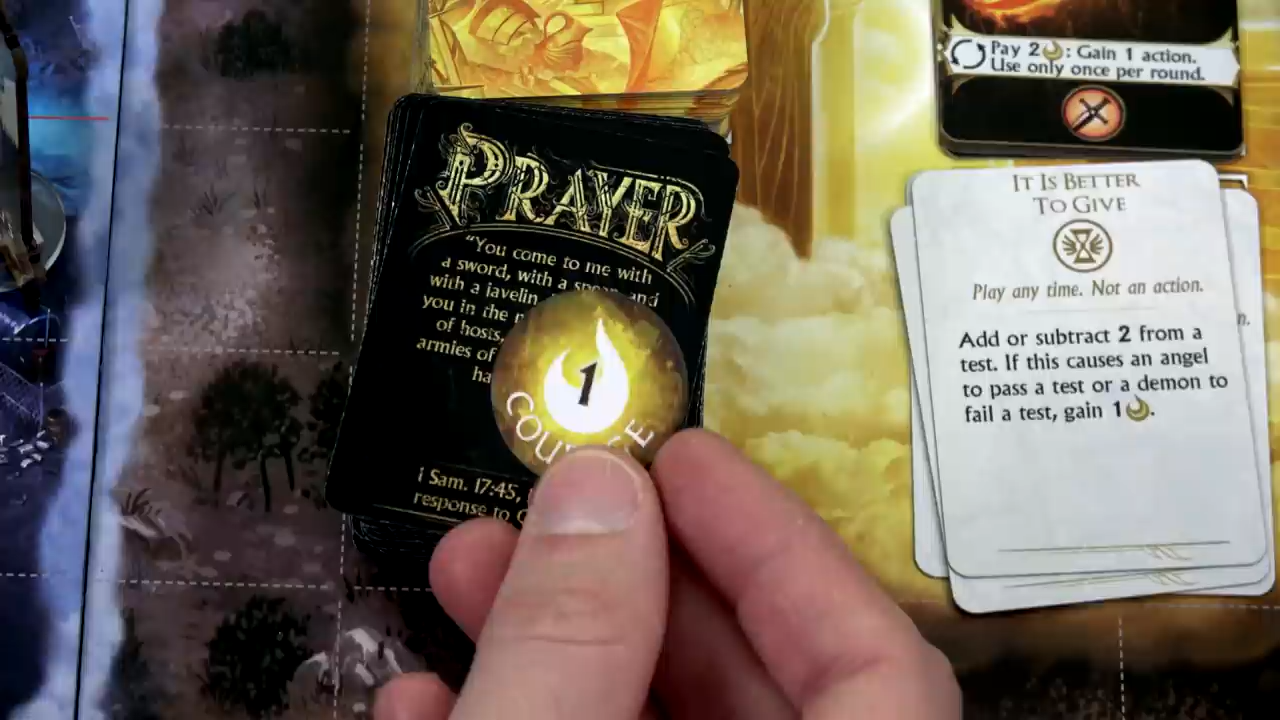 Pay 2 : Gain 1 action.
Use only once per round.
PRAYER
"You come to me with
a sword, with a and
with a javelin
you in the
of hosts,
armies of
1 Sam. 17:45,
response to
1
IT IS BETTER
TO GIVE
Play any time. Not an action.
Add or subtract 2 from a
test. If this causes an angel
to pass a test or a demon to
fail a test, gain 1 .